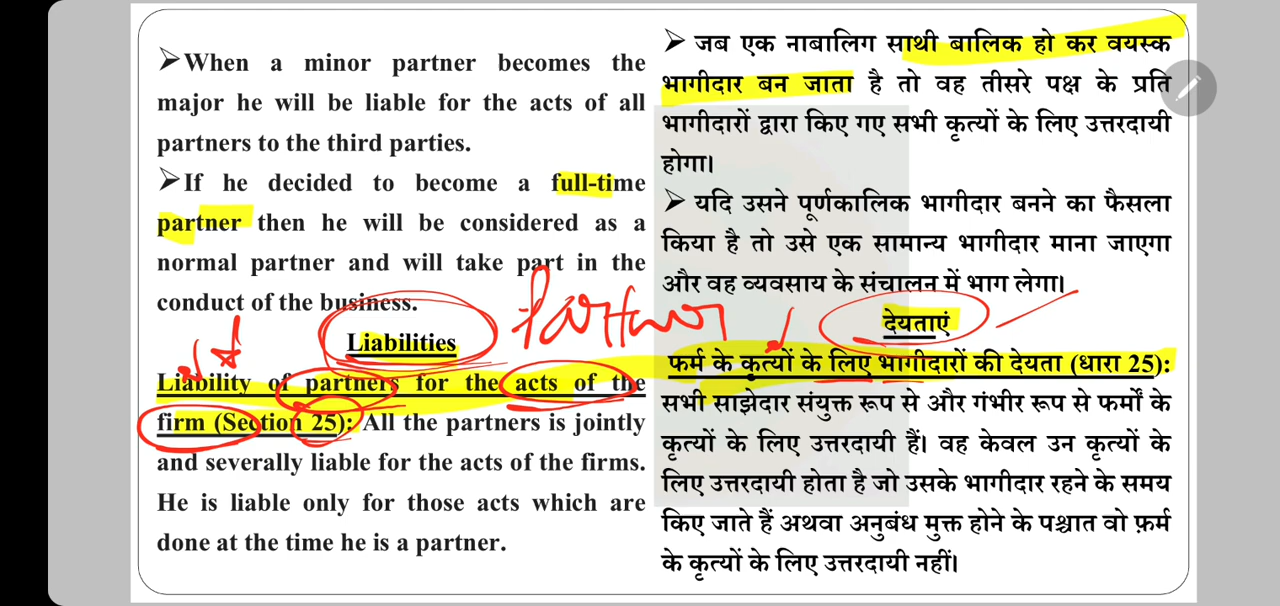 ➢When a minor partner becomes the
major he will be liable for the acts of all
partners to the third parties.
➢If he decided to become a full-time
partner then he will be considered as a
normal partner and will take part in the
conduct of the business.
Partner
Liabilities
Liability of partners for the acts of the
firm (Section 25): All the partners is jointly
and severally liable for the acts of the firms.
He is liable only for those acts which are
done at the time he is a partner.
➢ जब एक नाबालिग साथी बालिक हो कर वयस्क
भागीदार बन जाता है तो वह तीसरे पक्ष के प्रति
भागीदारों द्वारा किए गए सभी कृत्यों के लिए उत्तरदायी
होगा।
➢ यदि उसने पूर्णकालिक भागीदार बनने का फैसला
किया है तो उसे एक सामान्य भागीदार माना जाएगा
और वह व्यवसाय के संचालन में भाग लेगा।
देयताएं
फर्म के कृत्यों के लिए भागीदारों की देयता (धारा 25):
सभी साझेदार संयुक्त रूप से और गंभीर रूप से फर्मों के
कृत्यों के लिए उत्तरदायी हैं। वह केवल उन कृत्यों के
लिए उत्तरदायी होता है जो उसके भागीदार रहने के समय
किए जाते हैं अथवा अनुबंध मुक्त होने के पश्चात वो फ़र्म
के कृत्यों के लिए उत्तरदायी नहीं।